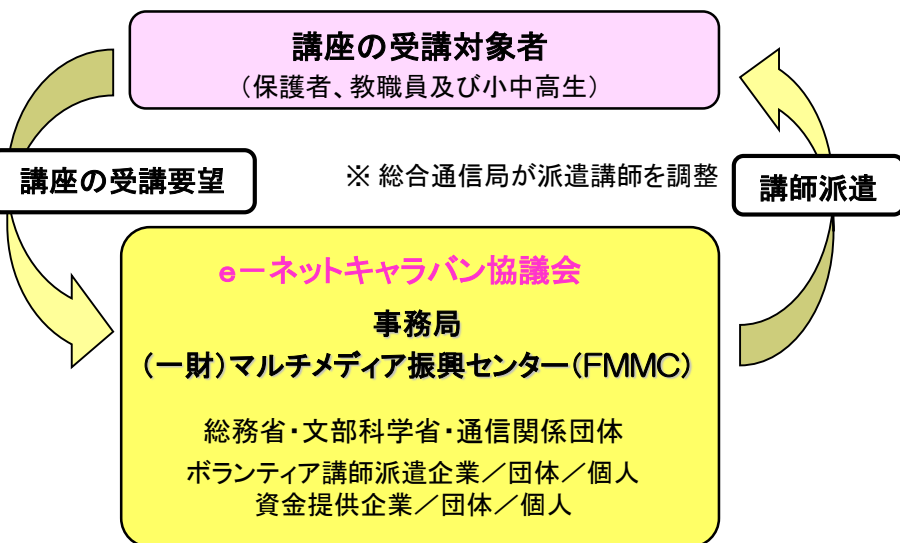 講座の受講対象者
（保護者、教職員及び小中高生）
講座の受講要望
※ 総合通信局が派遣講師を調整
講師派遣
e－ネットキャラバン協議会
事務局
（一財）マルチメディア振興センター（FMMC）
総務省・文部科学省・通信関係団体
ボランティア講師派遣企業／団体／個人
資金提供企業／団体／個人